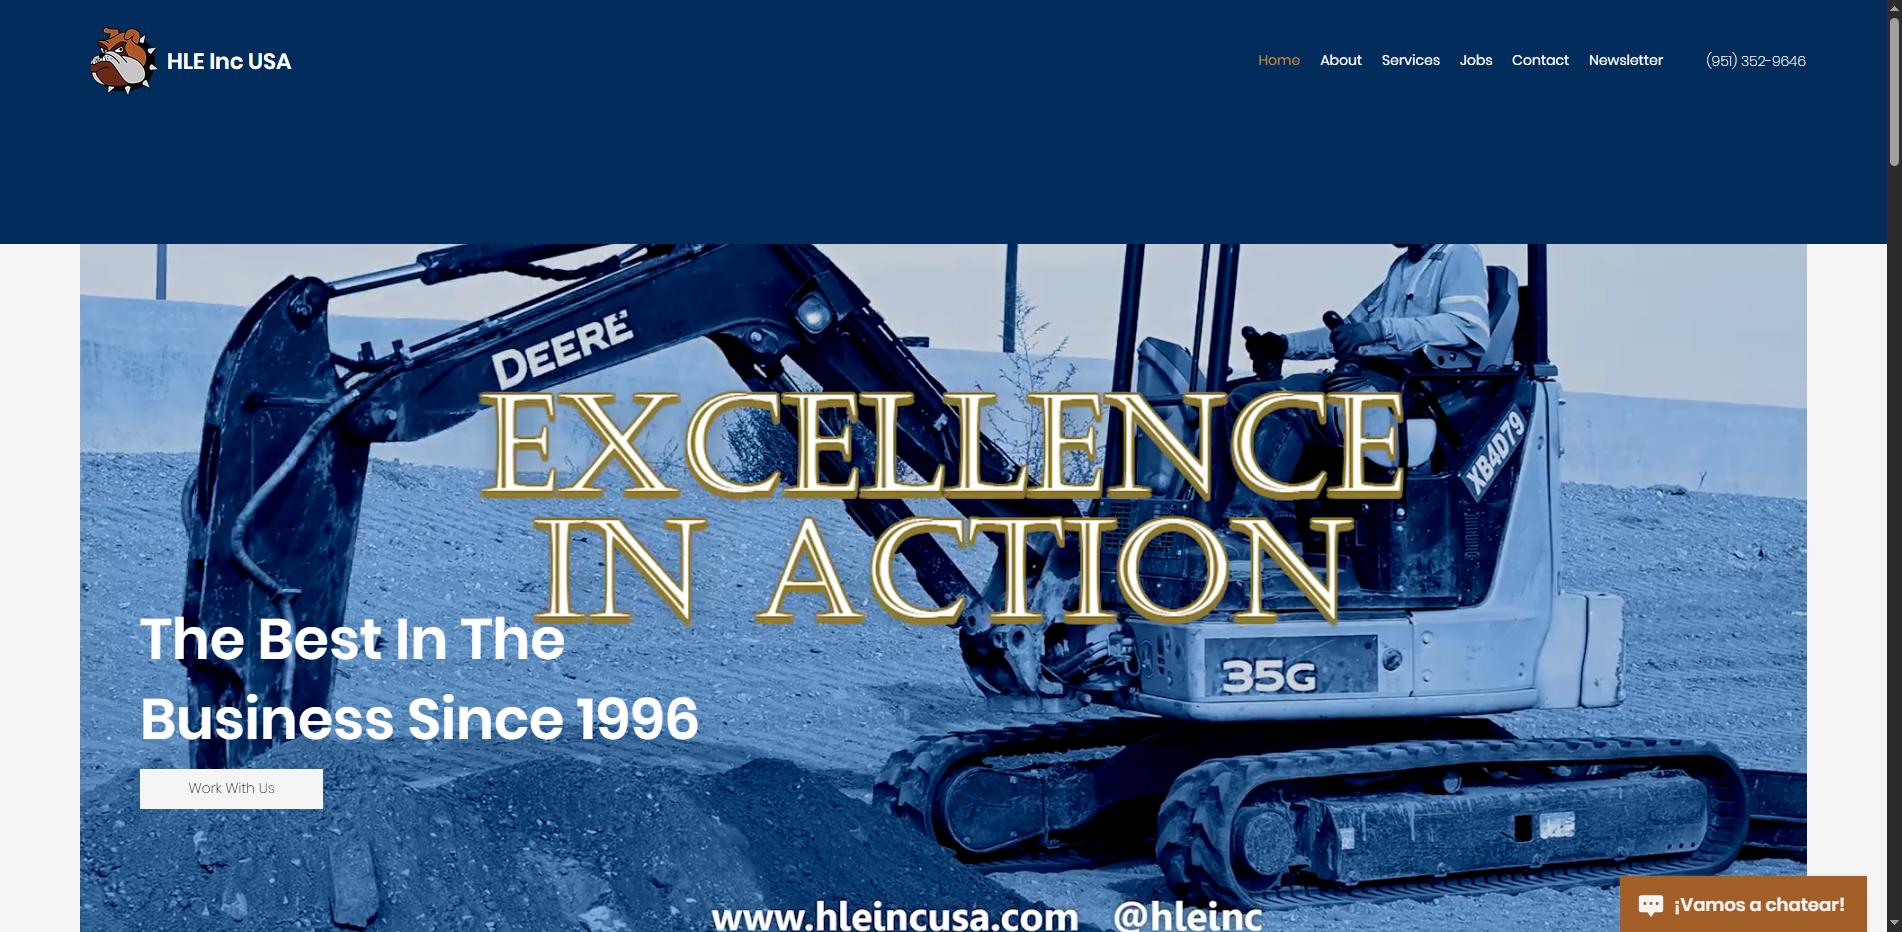 HLE Inc USA
Home About Services Jobs Contact Newsletter (951) 352-9646
DEERE
EXCELLENCE
IN ACTION
XB4D79
The Best In The
Business Since 1996
35G
Work With Us
www.hleincusa.com @hleinc
¡Vamos a chatear!